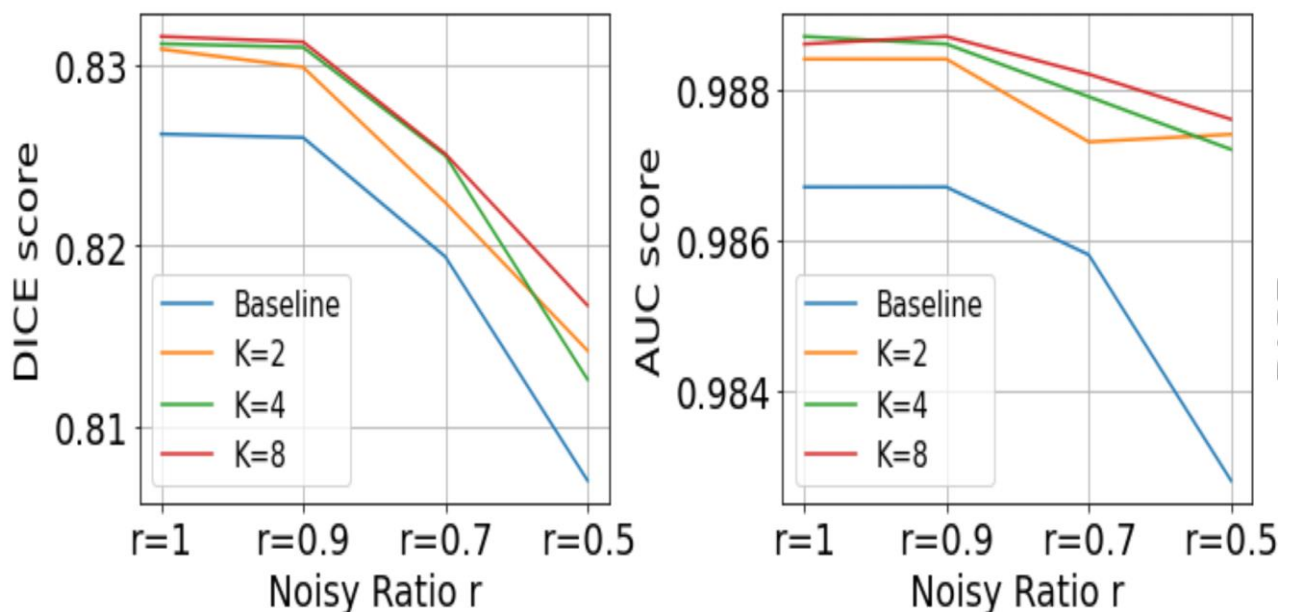 DICE score
0.83
0.82
0.81
Baseline
K=2
K=4
K=8
r=1 r=0.9 r=0.7 r=0.5
Noisy Ratio r
AUC score
0.988
0.986
0.984
Baseline
K=2
K=4
K=8
r=1 r=0.9 r=0.7 r=0.5
Noisy Ratio r